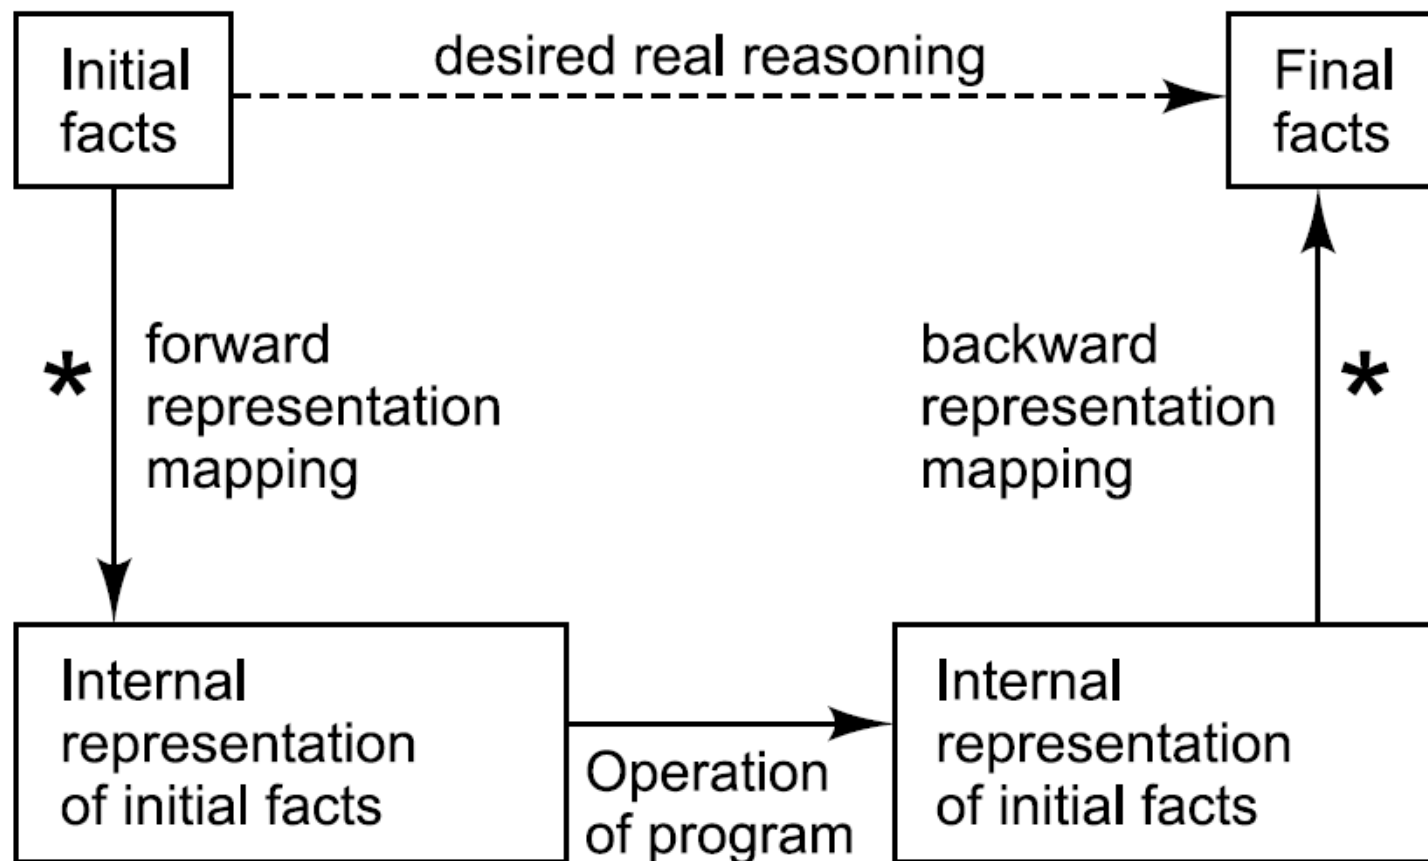 Initial
facts
desired real reasoning
Final
facts
*
forward
representation
mapping
backward
representation
mapping
*
Internal
representation
of initial facts
Operation
of program
Internal
representation
of initial facts